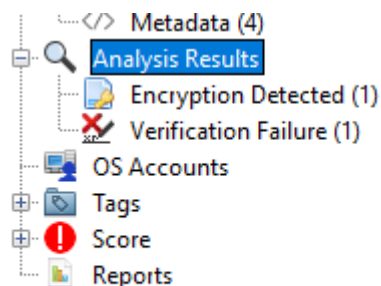 Metadata (4)
Analysis Results
Encryption Detected (1)
Verification Failure (1)
OS Accounts
Tags
Score
Reports